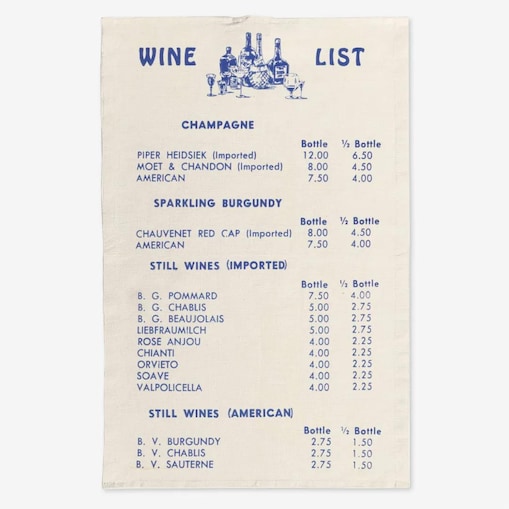 WINE LIST
CHAMPAGNE
Bottle ½ Bottle
PIPER HEIDSIEK (Imported) 12.00 6.50
MOET & CHANDON (Imported) 8.00 4.50
AMERICAN 7.50 4.00
SPARKLING BURGUNDY
Bottle ½ Bottle
CHAUVENET RED CAP (Imported) 8.00 4.50
AMERICAN 7.50 4.00
STILL WINES (IMPORTED)
Bottle ½ Bottle
B. G. POMMARD 7.50 4.00
B. G. CHABLIS 5.00 2.75
B. G. BEAUJOLAIS 5.00 2.75
LIEBFRAUMILCH 5.00 2.75
ROSE ANJOU 4.00 2.25
CHIANTI 4.00 2.25
ORVIETO 4.00 2.25
SOAVE 4.00 2.25
VALPOLICELLA 4.00 2.25
STILL WINES (AMERICAN)
Bottle ½ Bottle
B. V. BURGUNDY 2.75 1.50
B. V. CHABLIS 2.75 1.50
B. V. SAUTERNE 2.75 1.50